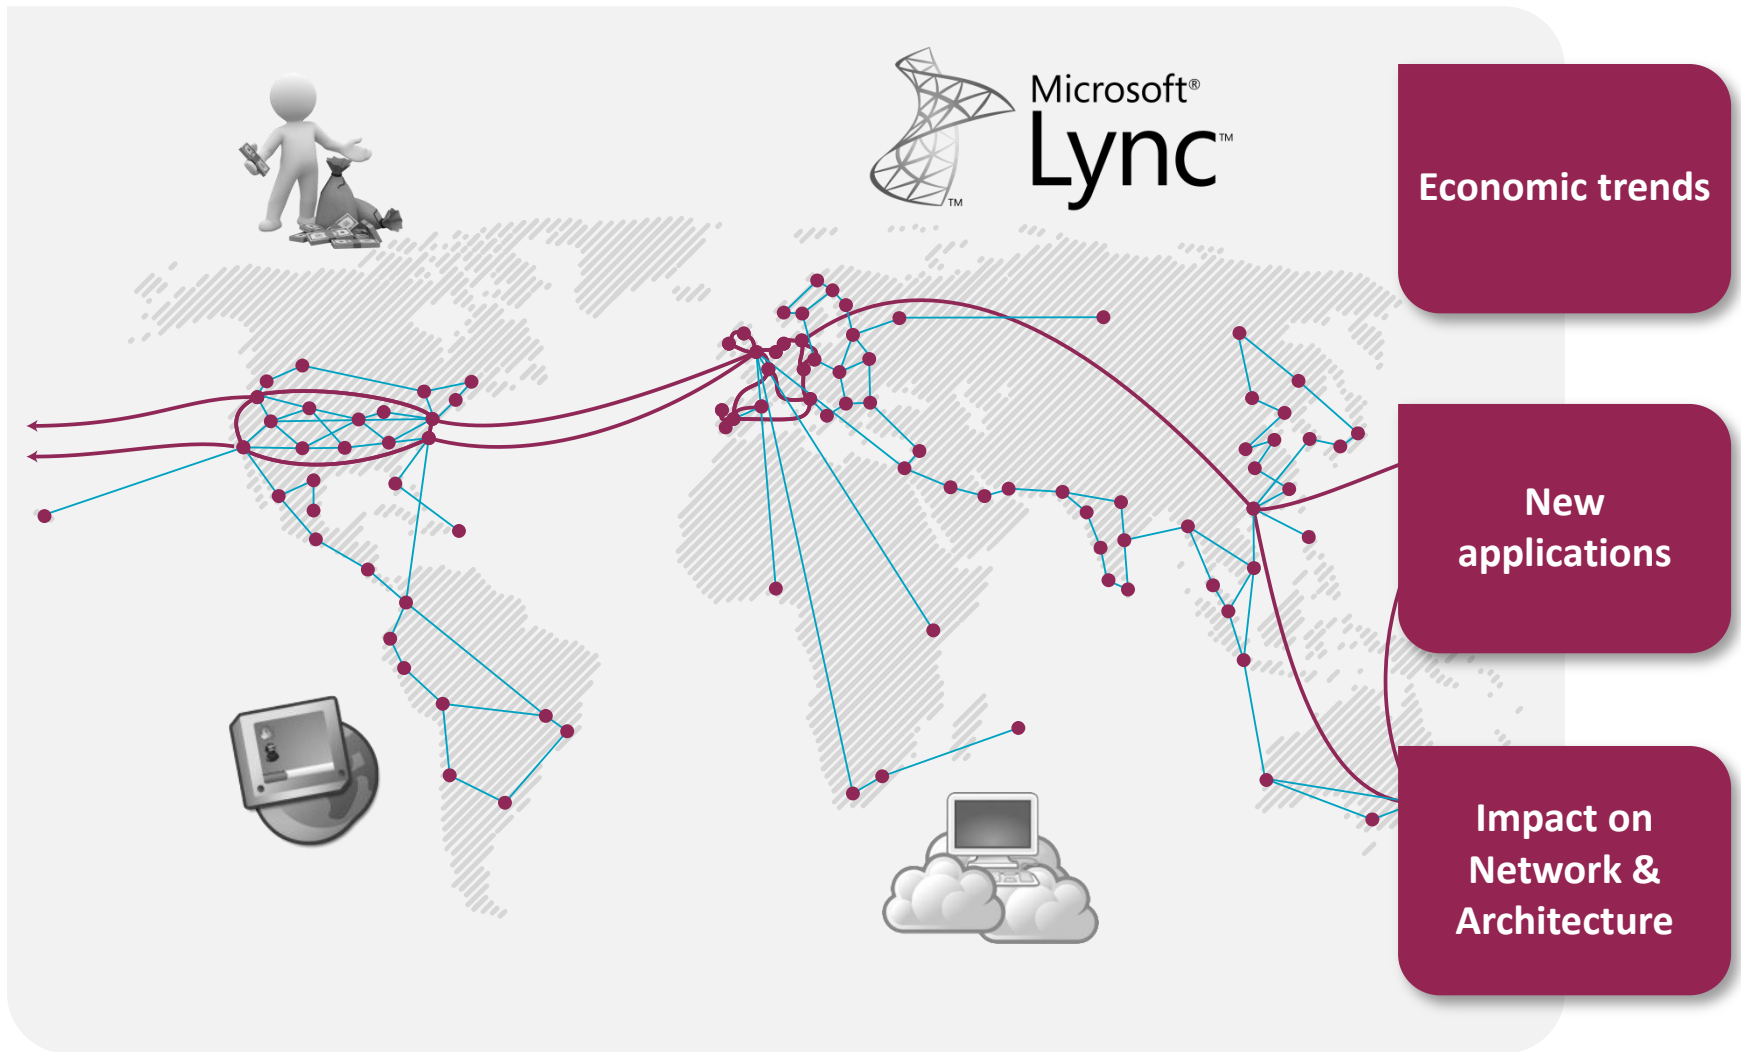 Microsoft®
Lync™
™
Economic trends
New
applications
Impact on
Network &
Architecture